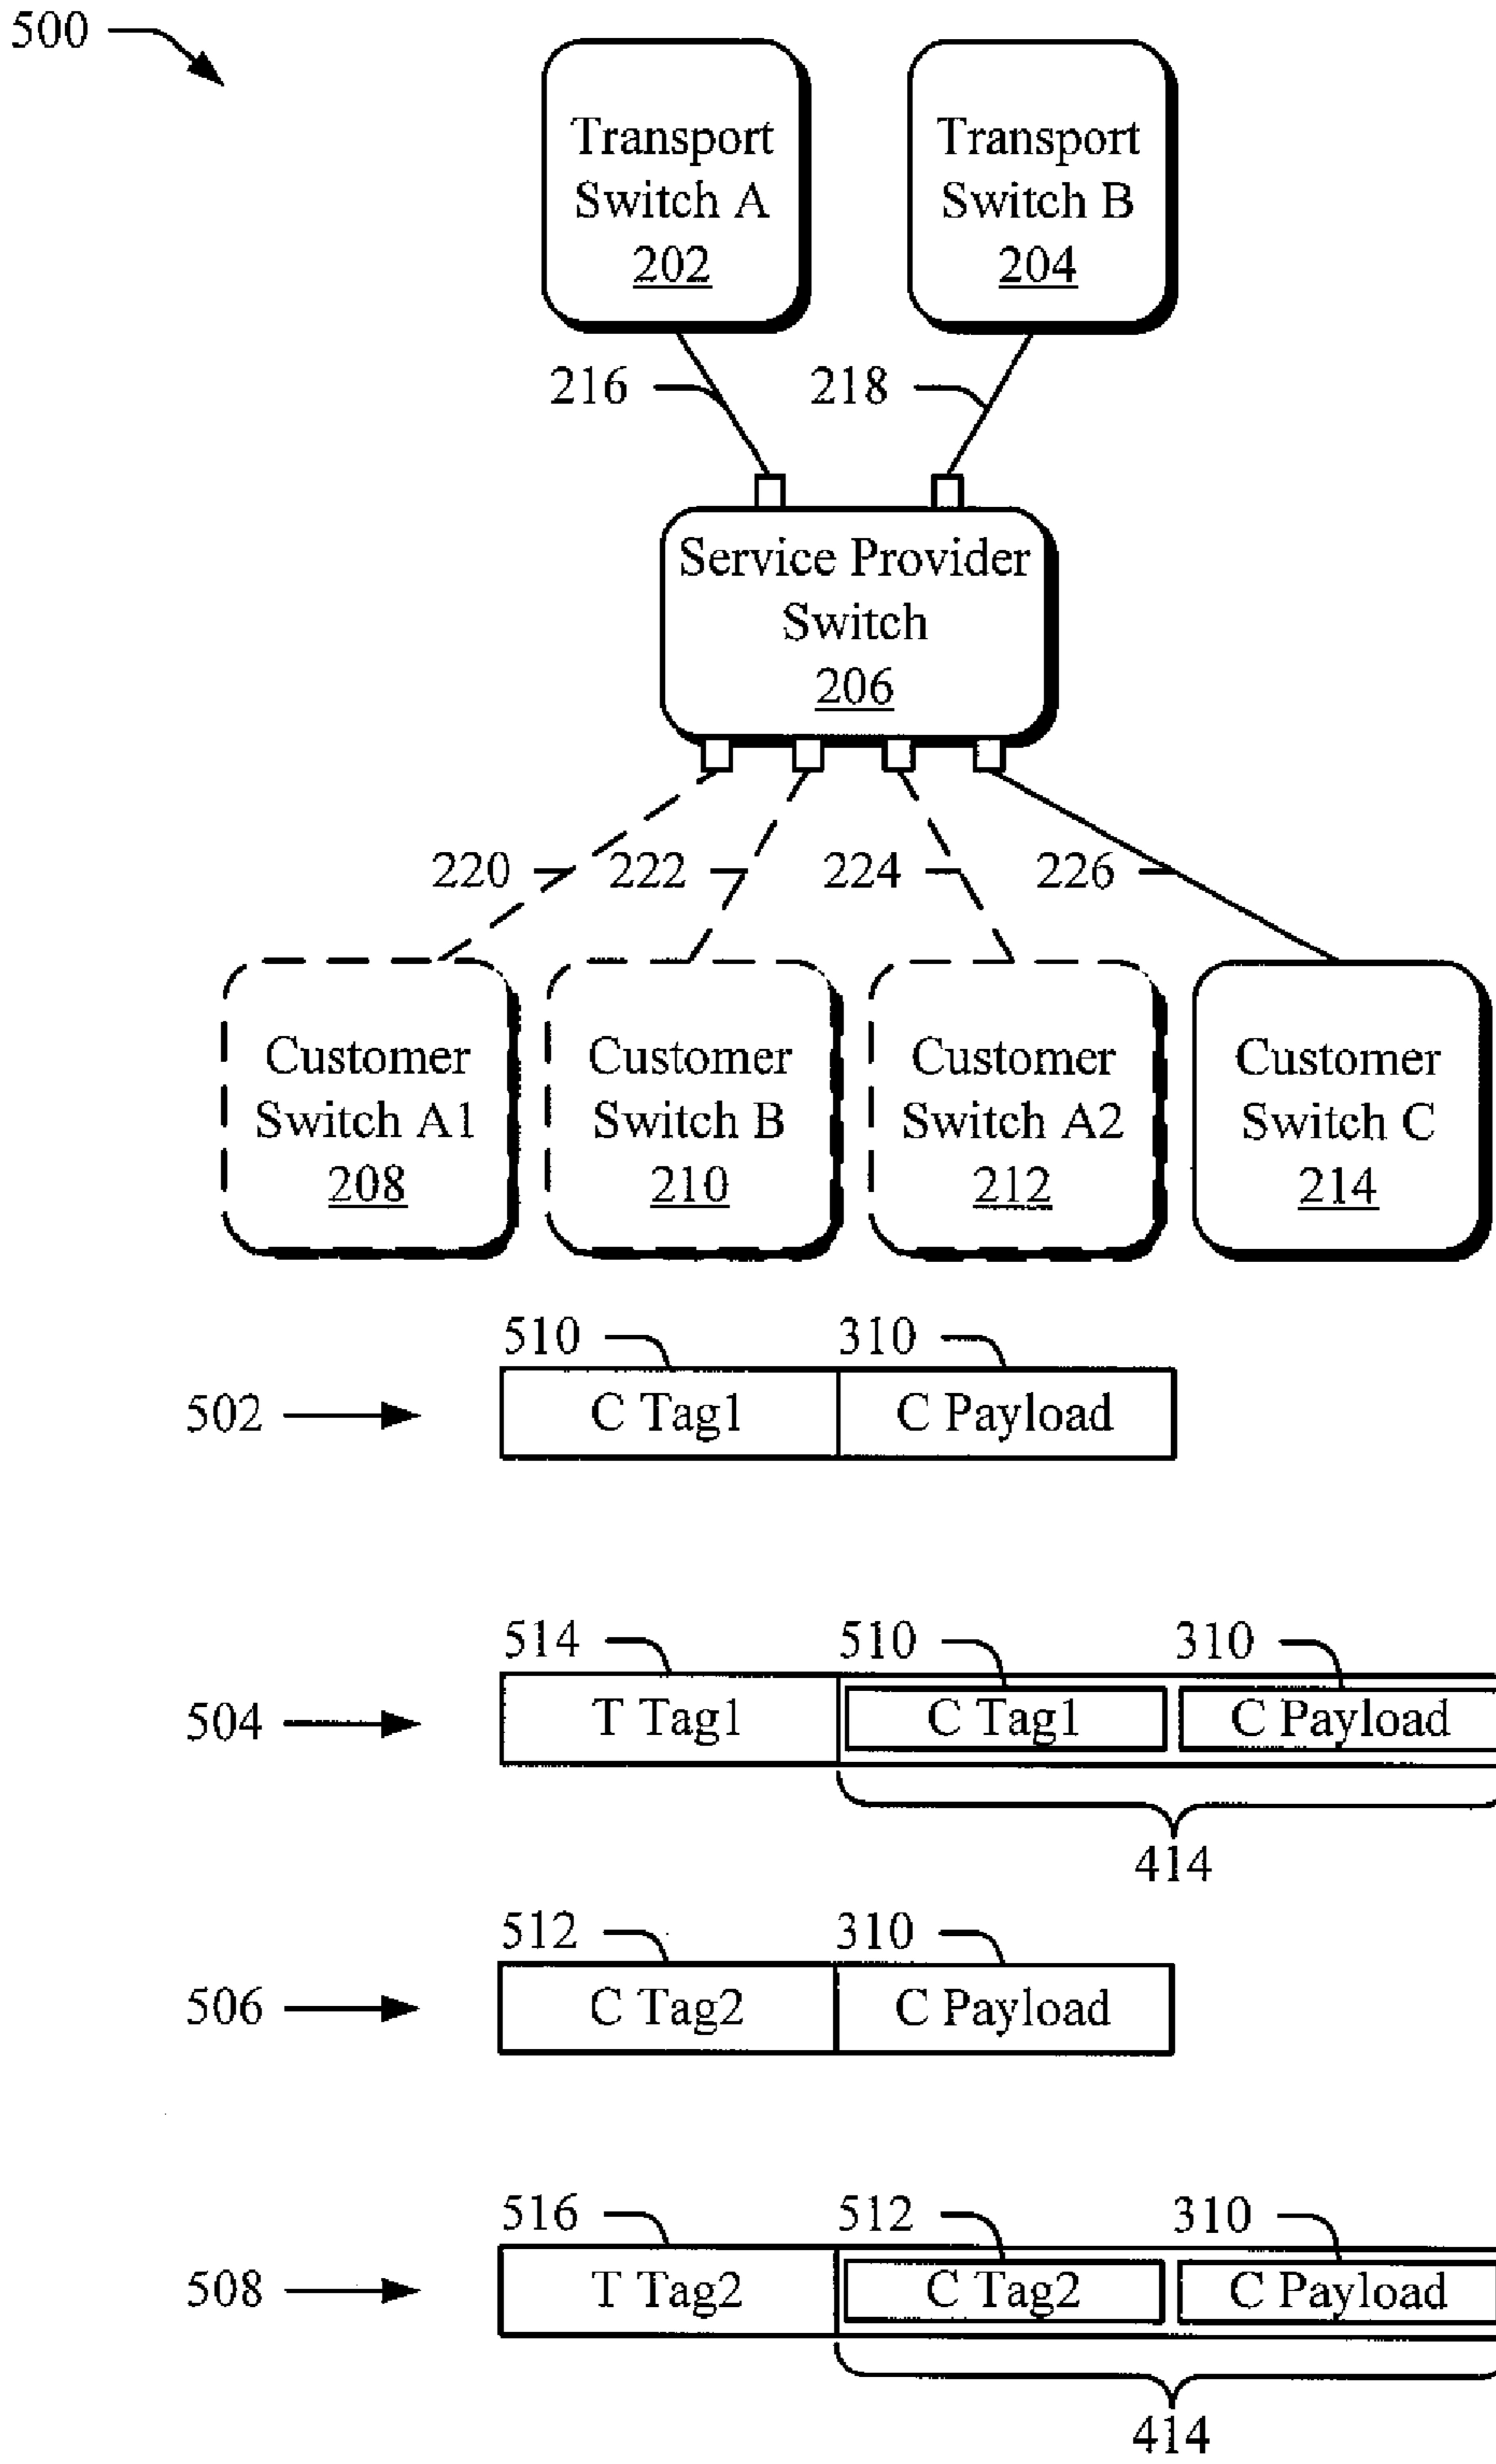 500
Transport
Switch A
202
Transport
Switch B
204
216
218
Service Provider
Switch
206
220
222
224
226
Customer
Switch A1
208
Customer
Switch B
210
Customer
Switch A2
212
Customer
Switch C
214
510 310
502 C Tag1 C Payload
514 510 310
504 T Tag1 C Tag1 C Payload
414
512 310
506 C Tag2 C Payload
516 512 310
508 T Tag2 C Tag2 C Payload
414